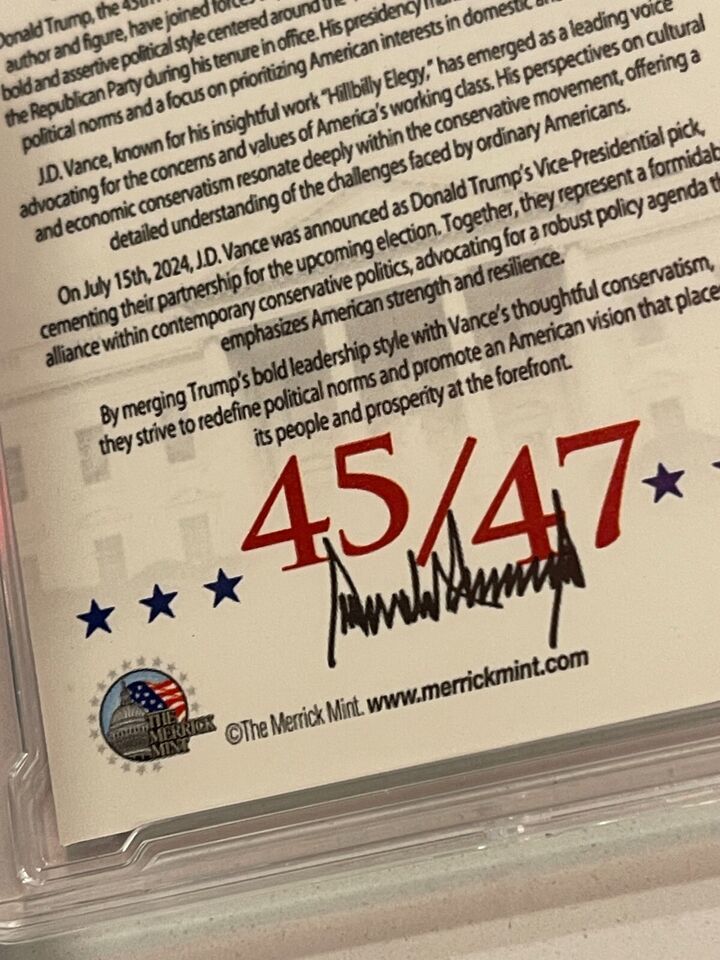 Donald Trump, the 45th
author and figure, have joined forces
bold and assertive political style centered around the
the Republican Party during his tenure in office. His presidency
political norms and a focus on prioritizing American interests in domestic
J.D. Vance, known for his insightful work "Hillbilly Elegy," has emerged as a leading voice
advocating for the concerns and values of America's working class. His perspectives on cultural
and economic conservatism resonate deeply within the conservative movement, offering a
detailed understanding of the challenges faced by ordinary Americans.
On July 15th, 2024, J.D. Vance was announced as Donald Trump's Vice-Presidential pick,
cementing their partnership for the upcoming election. Together, they represent a formidab
alliance within contemporary conservative politics, advocating for a robust policy agenda th
emphasizes American strength and resilience.
By merging Trump's bold leadership style with Vance's thoughtful conservatism,
they strive to redefine political norms and promote an American vision that place
its people and prosperity at the forefront.
45/47
Donald Trump
THE
MERRICK
MINT
©The Merrick Mint. www.merrickmint.com